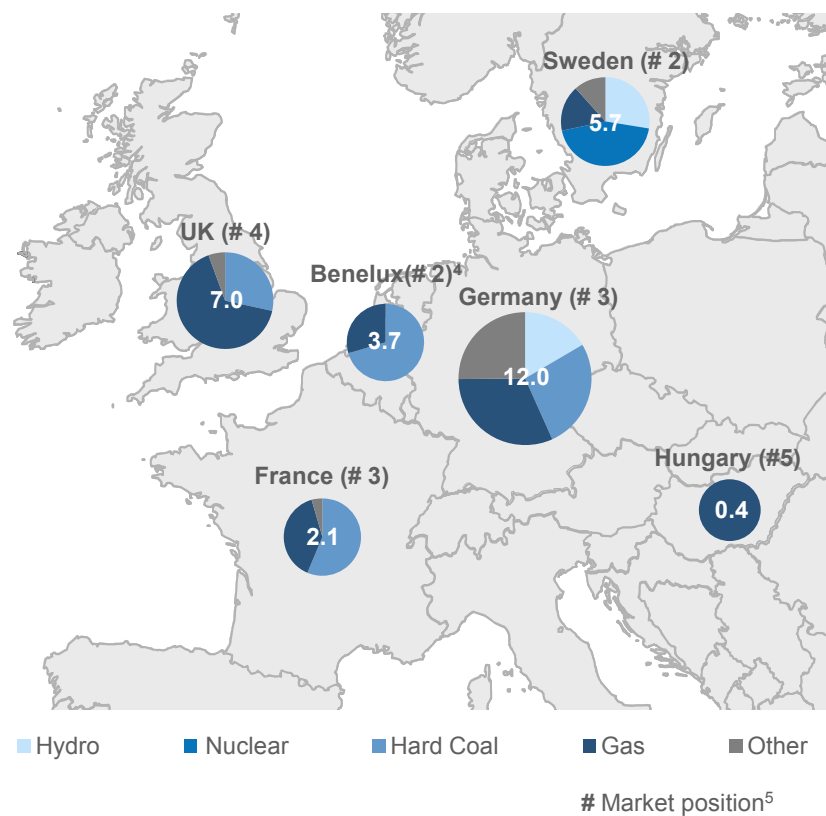 Sweden (# 2)
5.7
UK (# 4)
7.0
Benelux(# 2)⁴
3.7
Germany (# 3)
12.0
Hungary (#5)
0.4
France (# 3)
2.1
Hydro
Nuclear
Hard Coal
Gas
Other
# Market position⁵